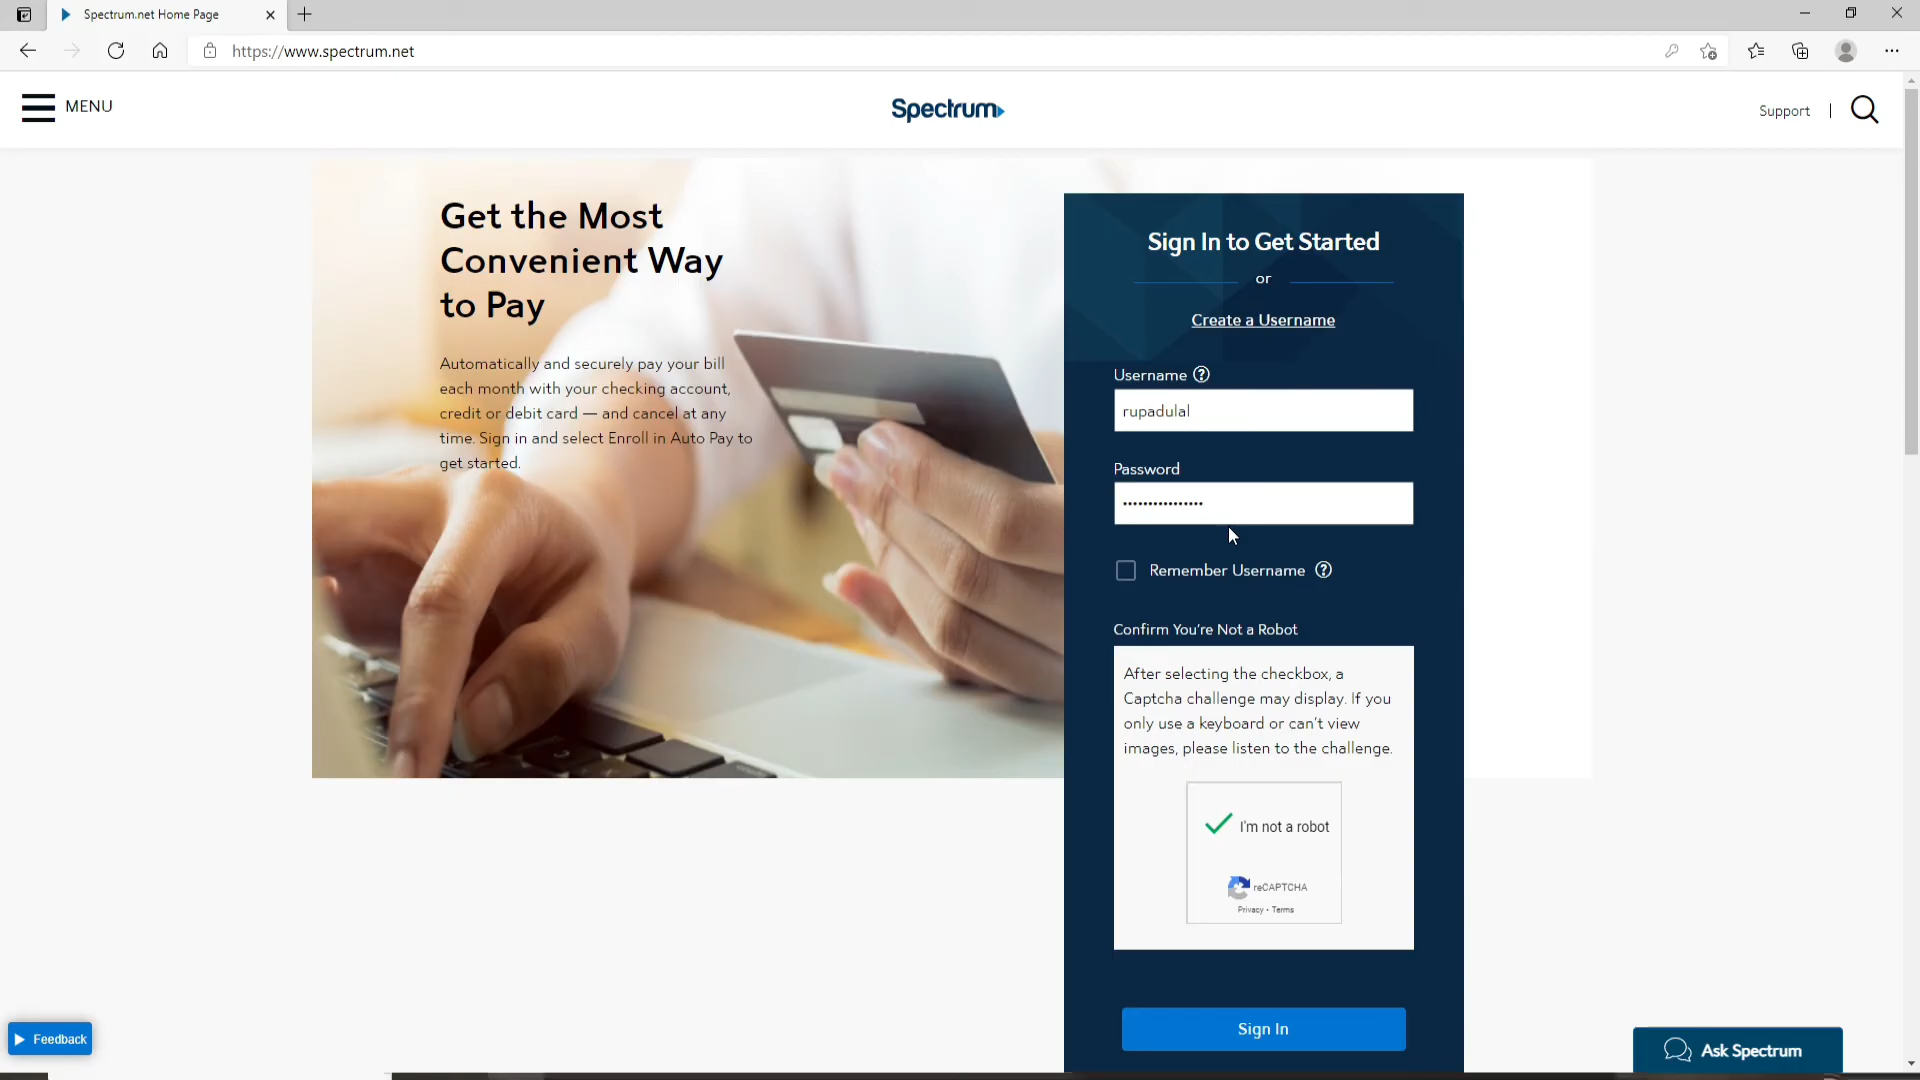 Spectrum.net Home Page
https://www.spectrum.net
MENU
Spectrum
Support
Get the Most
Convenient Way
to Pay
Automatically and securely pay your bill
each month with your checking account,
credit or debit card — and cancel at any
time. Sign in and select Enroll in Auto Pay to
get started.
Sign In to Get Started
or
Create a Username
Username
rupadulal
Password
••••••••••••••••
Remember Username
Confirm You're Not a Robot
After selecting the checkbox, a
Captcha challenge may display. If you
only use a keyboard or can't view
images, please listen to the challenge.
I'm not a robot
reCAPTCHA
Privacy - Terms
Sign In
Feedback
Ask Spectrum